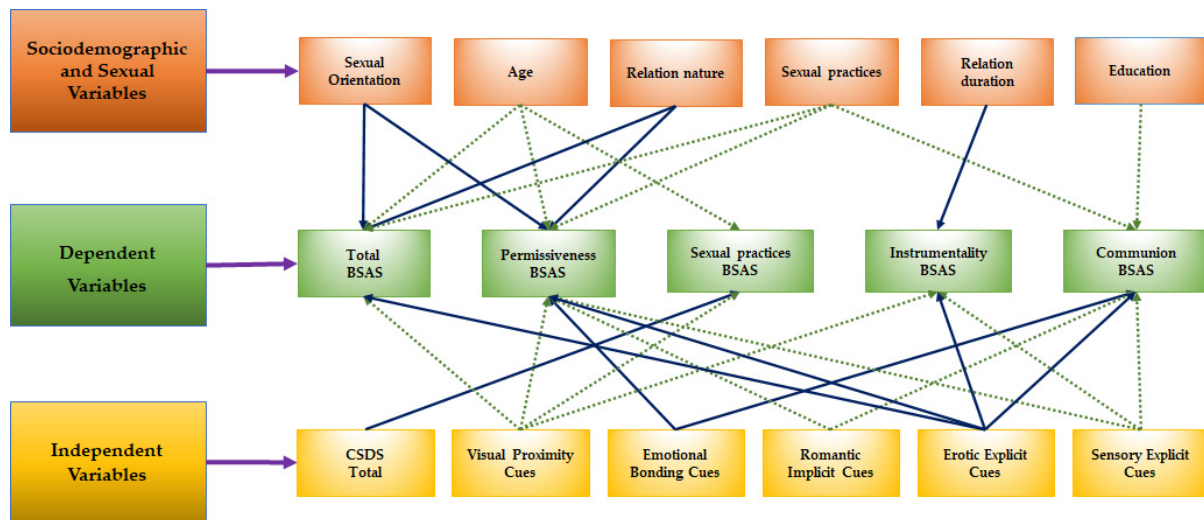 Sociodemographic
and Sexual
Variables
Sexual
Orientation
Age
Relation nature
Sexual practices
Relation
duration
Education
Dependent
Variables
Total
BSAS
Permissiveness
BSAS
Sexual practices
BSAS
Instrumentality
BSAS
Communion
BSAS
Independent
Variables
CSDS
Total
Visual Proximity
Cues
Emotional
Bonding Cues
Romantic
Implicit Cues
Erotic Explicit
Cues
Sensory Explicit
Cues